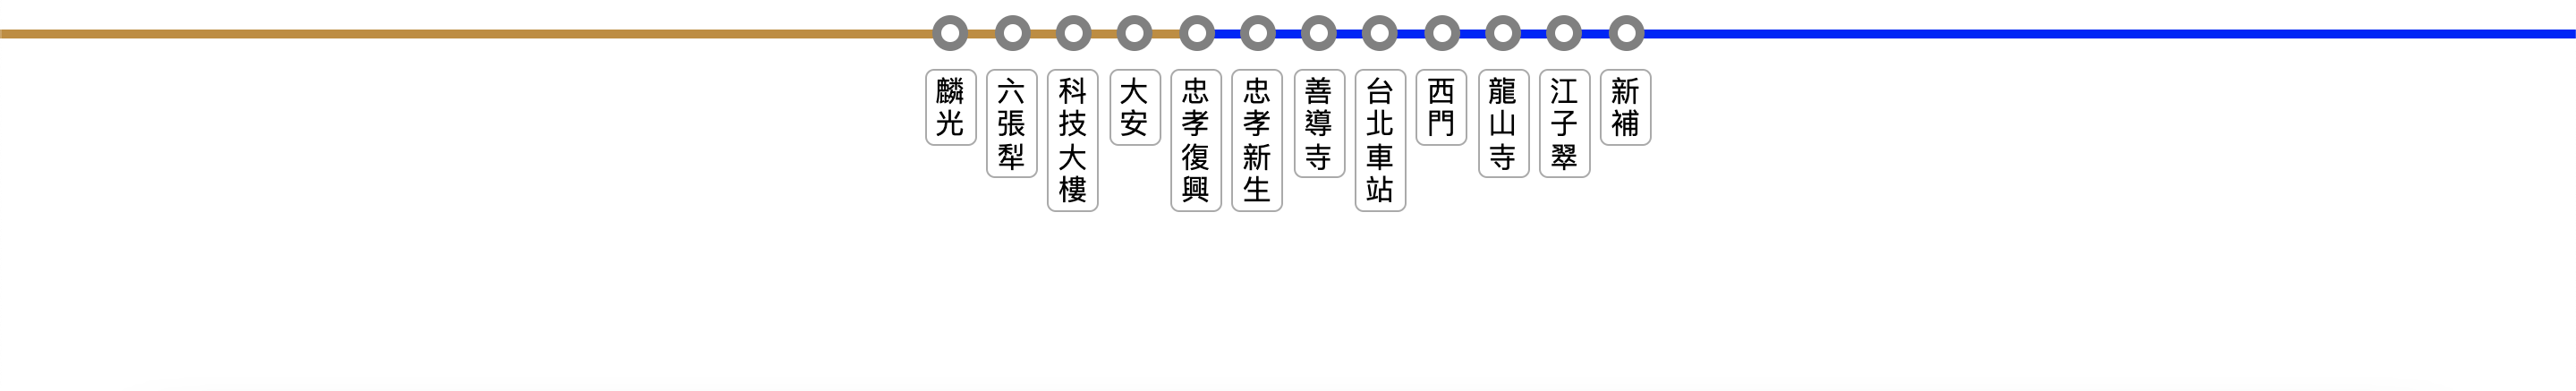 麟光
六張犁
科技大樓
大安
忠孝復興
忠孝新生
善導寺
台北車站
西門
龍山寺
江子翠
新補